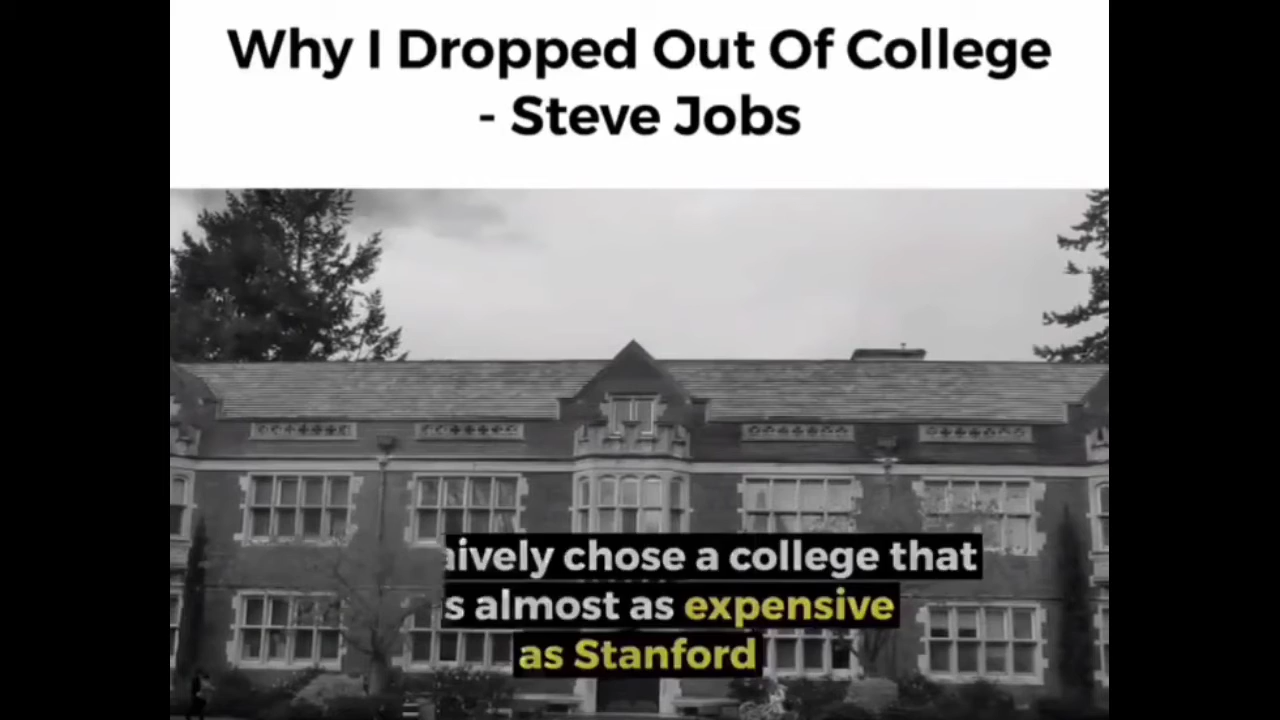 Why I Dropped Out Of College
- Steve Jobs
aively chose a college that
s almost as expensive
as Stanford